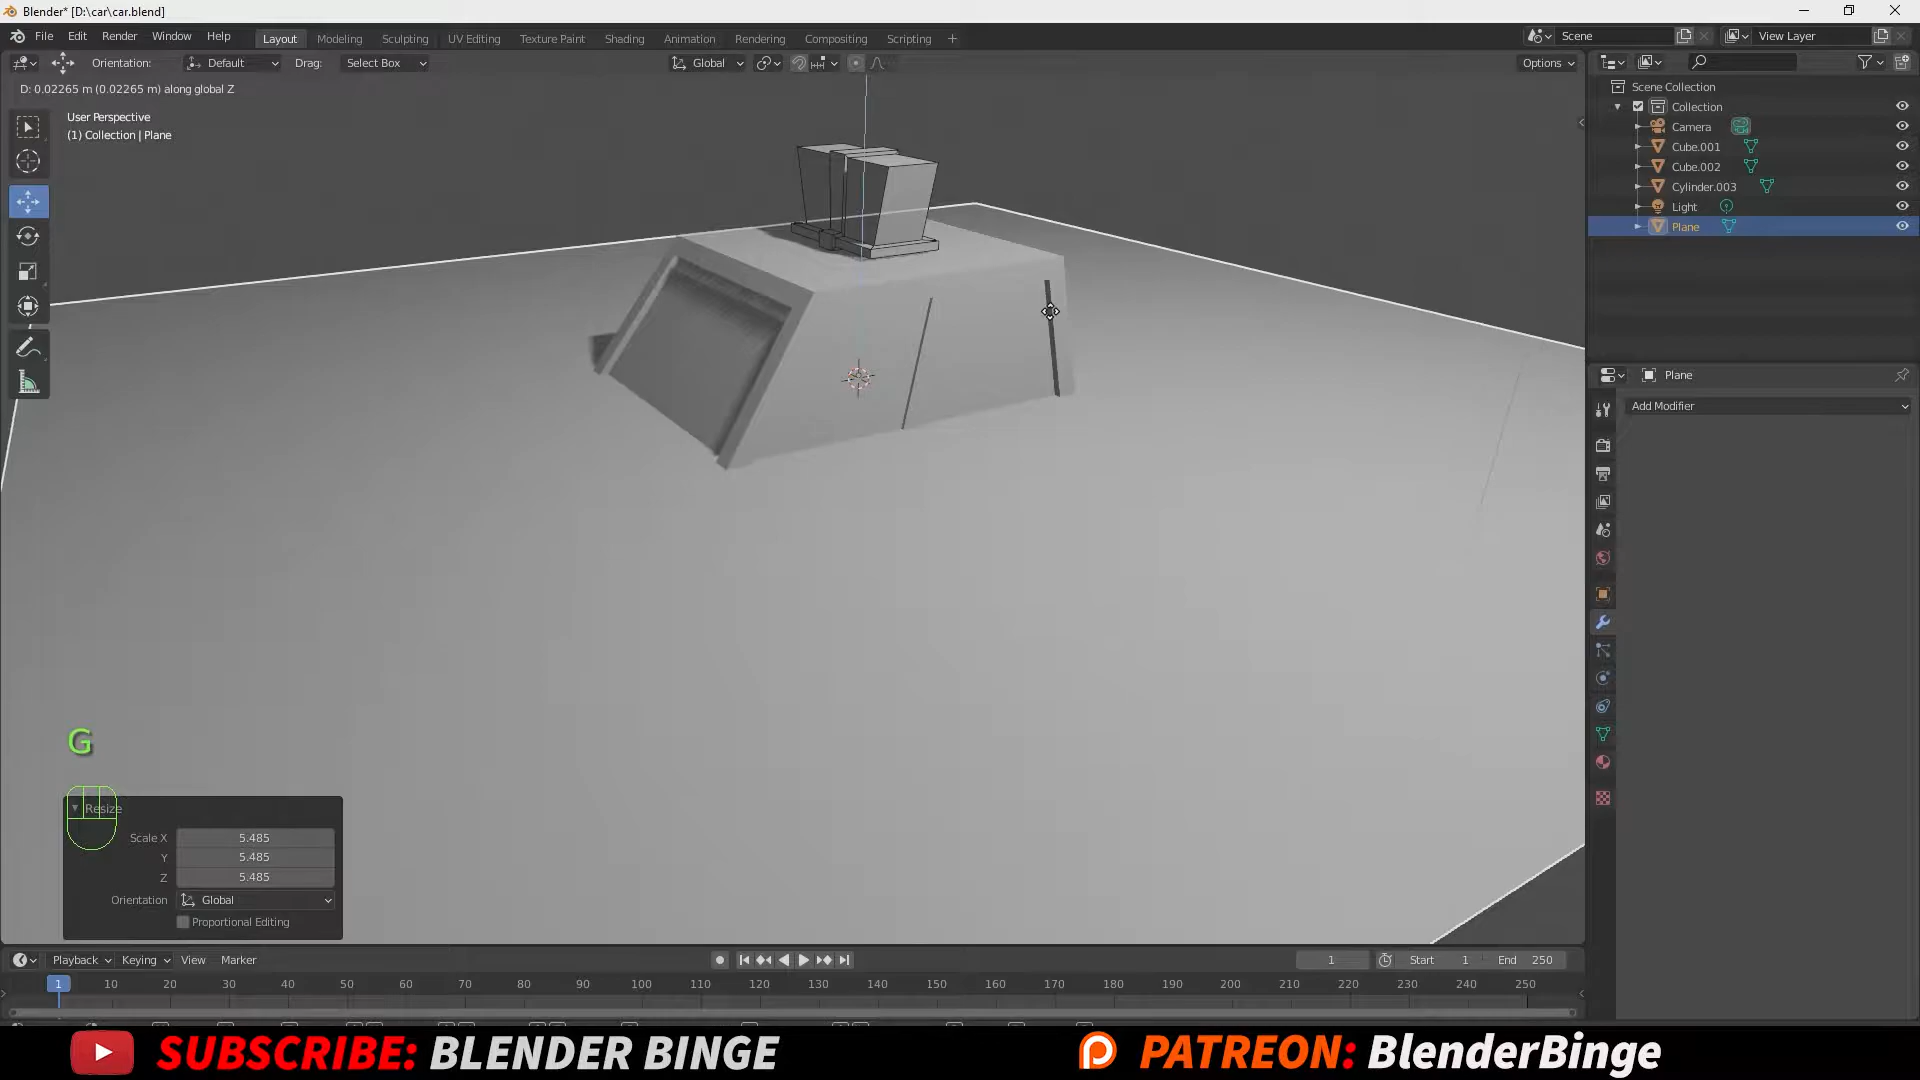 Blender* [D:\car\car.blend]
File Edit Render Window Help
Layout Modeling Sculpting UV Editing Texture Paint Shading Animation Rendering Compositing Scripting
Scene
View Layer
Orientation: Default Drag: Select Box
Global
Options
D: 0.02265 m (0.02265 m) along global Z
User Perspective
(1) Collection | Plane
Scene Collection
Collection
Camera
Cube.001
Cube.002
Cylinder.003
Light
Plane
Plane
Add Modifier
G
Resize
Scale X 5.485
Y 5.485
Z 5.485
Orientation Global
Proportional Editing
Playback Keying View Marker
1 Start 1 End 250
1 10 20 30 40 50 60 70 80 90 100 110 120 130 140 150 160 170 180 190 200 210 220 230 240 250
SUBSCRIBE: BLENDER BINGE
PATREON: BlenderBinge